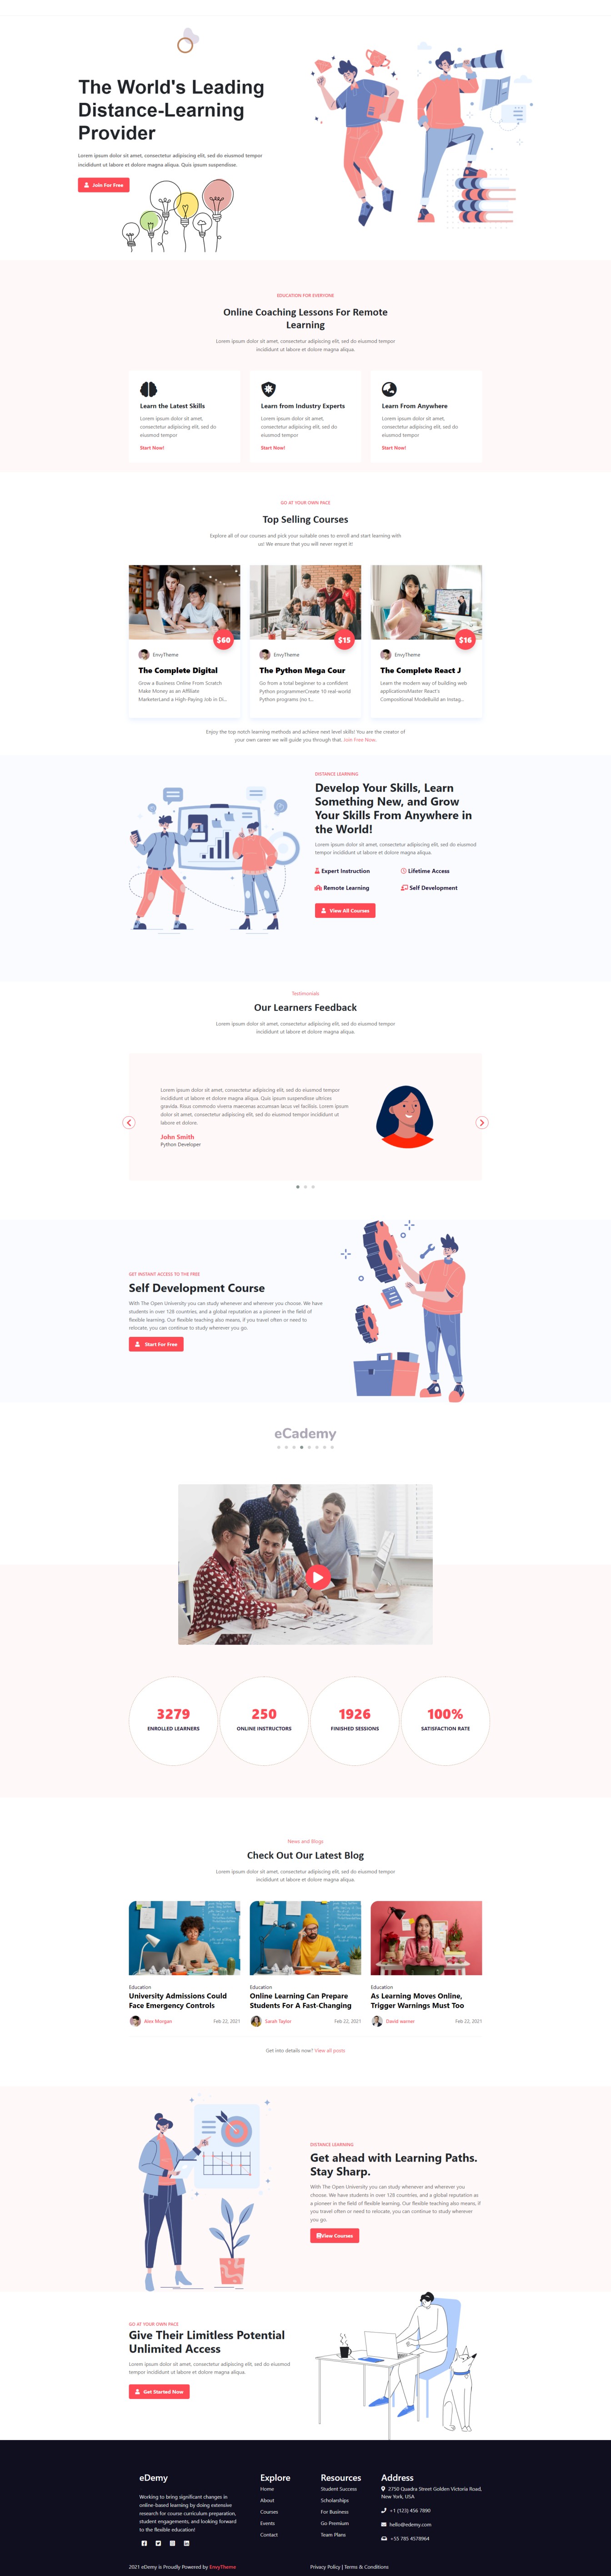 The World's Leading
Distance-Learning
Provider
Lorem ipsum dolor sit amet, consectetur adipiscing elit, sed do eiusmod tempor
incididunt ut labore et dolore magna aliqua. Quis ipsum suspendisse.
Join For Free
EDUCATION FOR EVERYONE
Online Coaching Lessons For Remote
Learning
Lorem ipsum dolor sit amet, consectetur adipiscing elit, sed do eiusmod tempor
incididunt ut labore et dolore magna aliqua.
Learn the Latest Skills
Lorem ipsum dolor sit amet,
consectetur adipiscing elit, sed do
eiusmod tempor
Start Now!
Learn from Industry Experts
Lorem ipsum dolor sit amet,
consectetur adipiscing elit, sed do
eiusmod tempor
Start Now!
Learn From Anywhere
Lorem ipsum dolor sit amet,
consectetur adipiscing elit, sed do
eiusmod tempor
Start Now!
GO AT YOUR OWN PACE
Top Selling Courses
Explore all of our courses and pick your suitable ones to enroll and start learning with
us! We ensure that you will never regret it!
$60
EnvyTheme
The Complete Digital
Grow a Business Online From Scratch
Make Money as an Affiliate
MarketerLand a High-Paying Job in Di...
$15
EnvyTheme
The Python Mega Cour
Go from a total beginner to a confident
Python programmerCreate 10 real-world
Python programs (no t...
$16
EnvyTheme
The Complete React J
Learn the modern way of building web
applicationsMaster React's
Compositional ModeBuild an Instag...
Enjoy the top notch learning methods and achieve next level skills! You are the creator of
your own career we will guide you through that. Join Free Now.
DISTANCE LEARNING
Develop Your Skills, Learn
Something New, and Grow
Your Skills From Anywhere in
the World!
Lorem ipsum dolor sit amet, consectetur adipiscing elit, sed do eiusmod
tempor incididunt ut labore et dolore magna aliqua.
Expert Instruction
Lifetime Access
Remote Learning
Self Development
View All Courses
Testimonials
Our Learners Feedback
Lorem ipsum dolor sit amet, consectetur adipiscing elit, sed do eiusmod tempor
incididunt ut labore et dolore magna aliqua.
Lorem ipsum dolor sit amet, consectetur adipiscing elit, sed do eiusmod tempor
incididunt ut labore et dolore magna aliqua. Quis ipsum suspendisse ultrices
gravida. Risus commodo viverra maecenas accumsan lacus vel facilisis. Lorem ipsum
dolor sit amet, consectetur adipiscing elit, sed do eiusmod tempor incididunt ut
labore et dolore.
John Smith
Python Developer
GET INSTANT ACCESS TO THE FREE
Self Development Course
With The Open University you can study whenever and wherever you choose. We have
students in over 128 countries, and a global reputation as a pioneer in the field of
flexible learning. Our flexible teaching also means, if you travel often or need to
relocate, you can continue to study wherever you go.
Start For Free
eCademy
3279
ENROLLED LEARNERS
250
ONLINE INSTRUCTORS
1926
FINISHED SESSIONS
100%
SATISFACTION RATE
News and Blogs
Check Out Our Latest Blog
Lorem ipsum dolor sit amet, consectetur adipiscing elit, sed do eiusmod tempor
incididunt ut labore et dolore magna aliqua.
Education
University Admissions Could
Face Emergency Controls
Alex Morgan
Feb 22, 2021
Education
Online Learning Can Prepare
Students For A Fast-Changing
Sarah Taylor
Feb 22, 2021
Education
As Learning Moves Online,
Trigger Warnings Must Too
David warner
Feb 22, 2021
Get into details now? View all posts
DISTANCE LEARNING
Get ahead with Learning Paths.
Stay Sharp.
With The Open University you can study whenever and wherever you
choose. We have students in over 128 countries, and a global reputation as
a pioneer in the field of flexible learning. Our flexible teaching also means, if
you travel often or need to relocate, you can continue to study wherever
you go.
View Courses
GO AT YOUR OWN PACE
Give Their Limitless Potential
Unlimited Access
Lorem ipsum dolor sit amet, consectetur adipiscing elit, sed do eiusmod
tempor incididunt ut labore et dolore magna aliqua.
Get Started Now
eDemy
Working to bring significant changes in
online-based learning by doing extensive
research for course curriculum preparation,
student engagements, and looking forward
to the flexible education!
Explore
Home
About
Courses
Events
Contact
Resources
Student Success
Scholarships
For Business
Go Premium
Team Plans
Address
2750 Quadra Street Golden Victoria Road,
New York, USA
+1 (123) 456 7890
hello@edemy.com
+55 785 4578964
2021 eDemy is Proudly Powered by EnvyTheme
Privacy Policy | Terms & Conditions